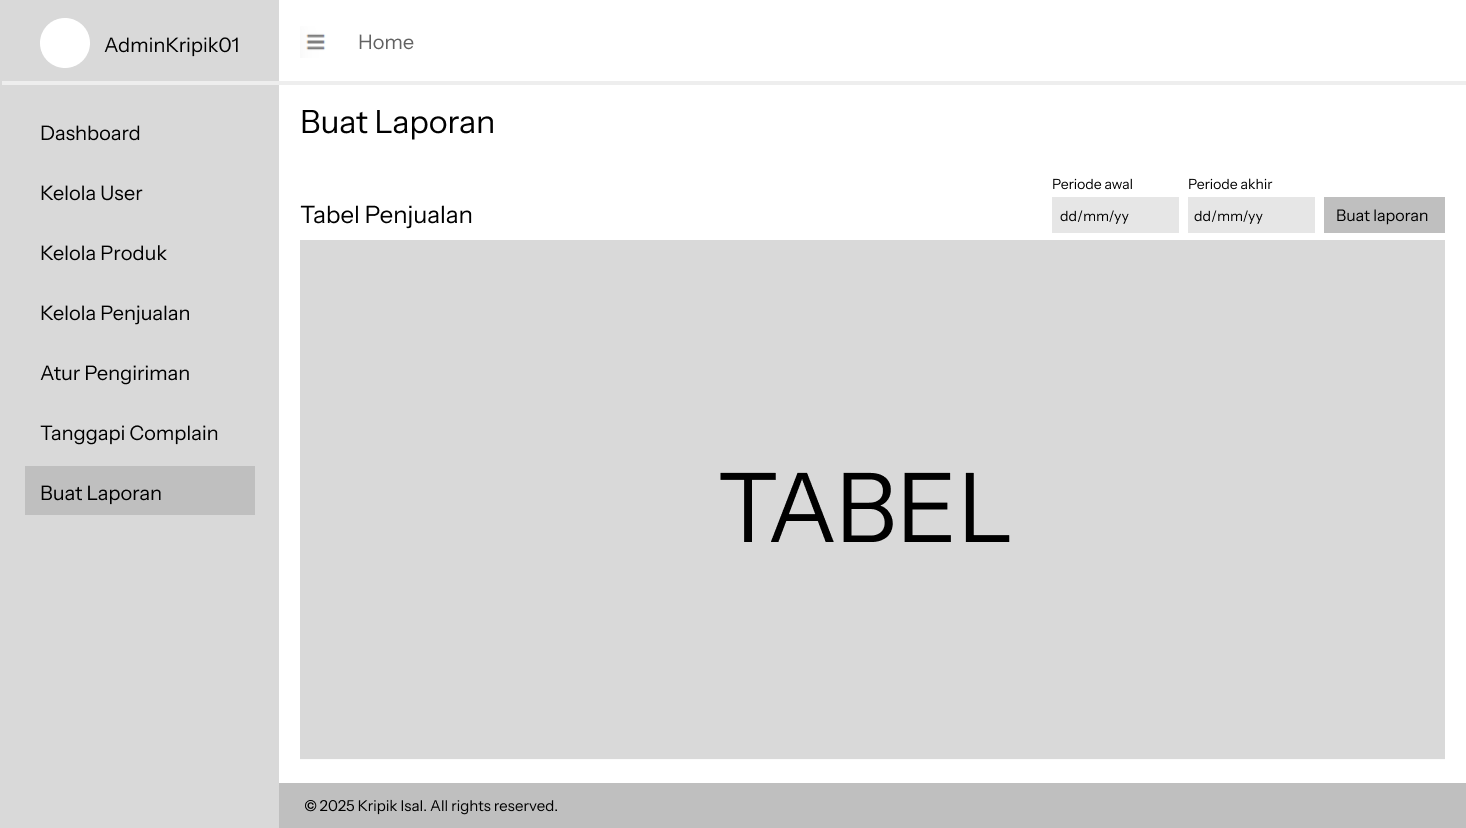 AdminKripik01
Home
Dashboard
Kelola User
Kelola Produk
Kelola Penjualan
Atur Pengiriman
Tanggapi Complain
Buat Laporan
Buat Laporan
Periode awal
Periode akhir
Tabel Penjualan
dd/mm/yy
dd/mm/yy
Buat laporan
TABEL
© 2025 Kripik Isal. All rights reserved.